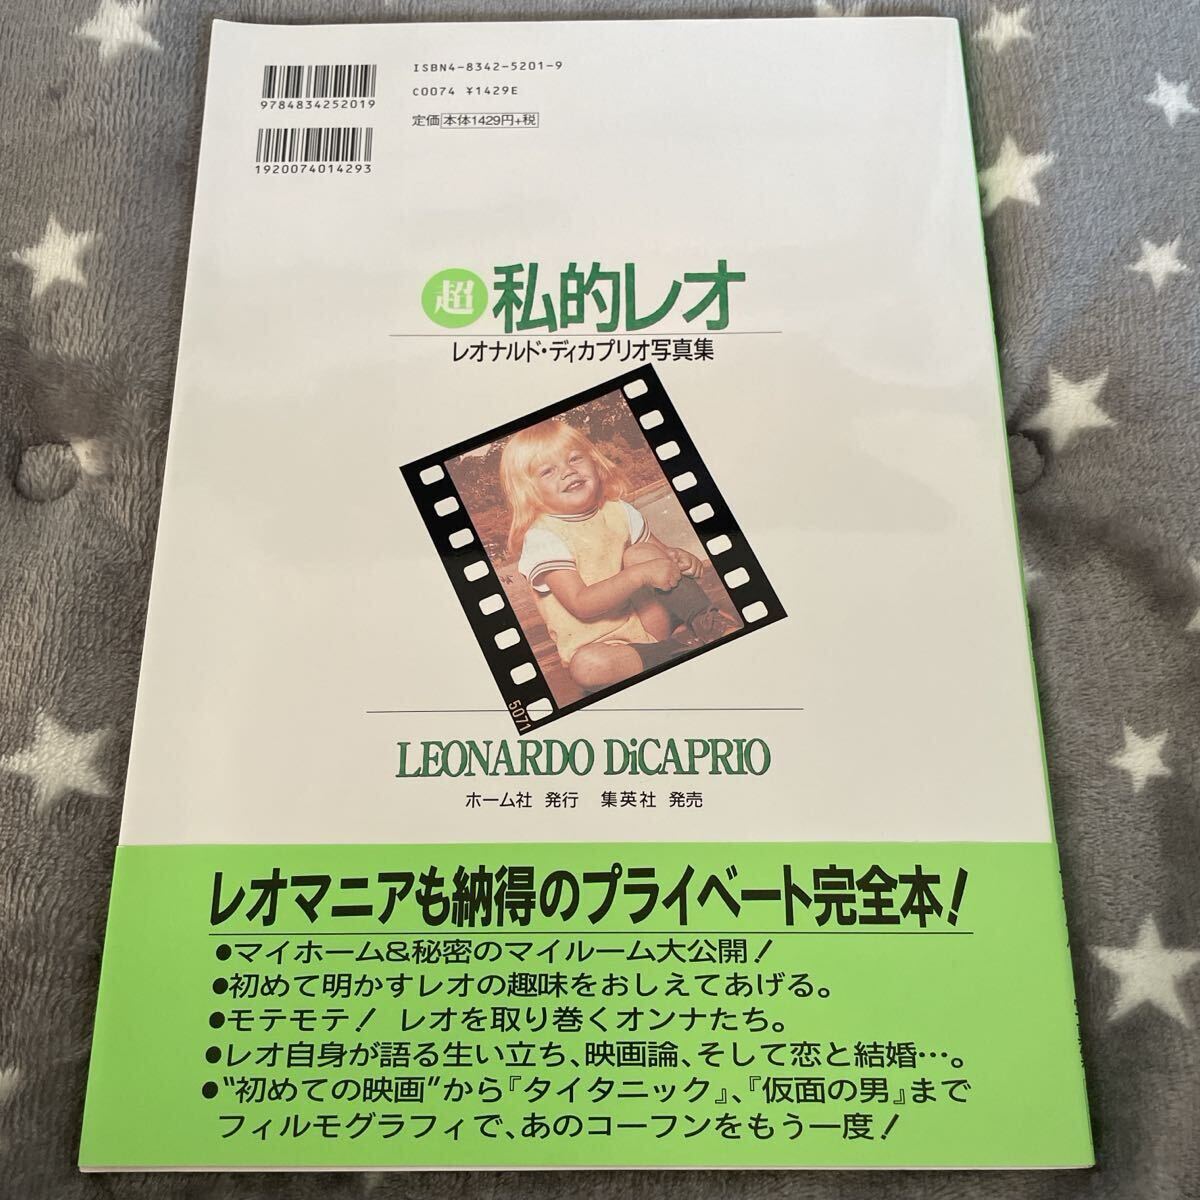 ISBN4-8342-5201-9
9784834252019
C0074 ¥1429E
定価 本体1429円+税
1920074014293
超 私的レオ
レオナルド・ディカプリオ写真集
5071
LEONARDO DiCAPRIO
ホーム社 発行 集英社 発売
レオマニアも納得のプライベート完全本!
●マイホーム&秘密のマイルーム大公開!
●初めて明かすレオの趣味をおしえてあげる。
●モテモテ! レオを取り巻くオンナたち。
●レオ自身が語る生い立ち、映画論、そして恋と結婚…。
●“初めての映画”から『タイタニック』、『仮面の男』まで
フィルモグラフィで、あのコーフンをもう一度!